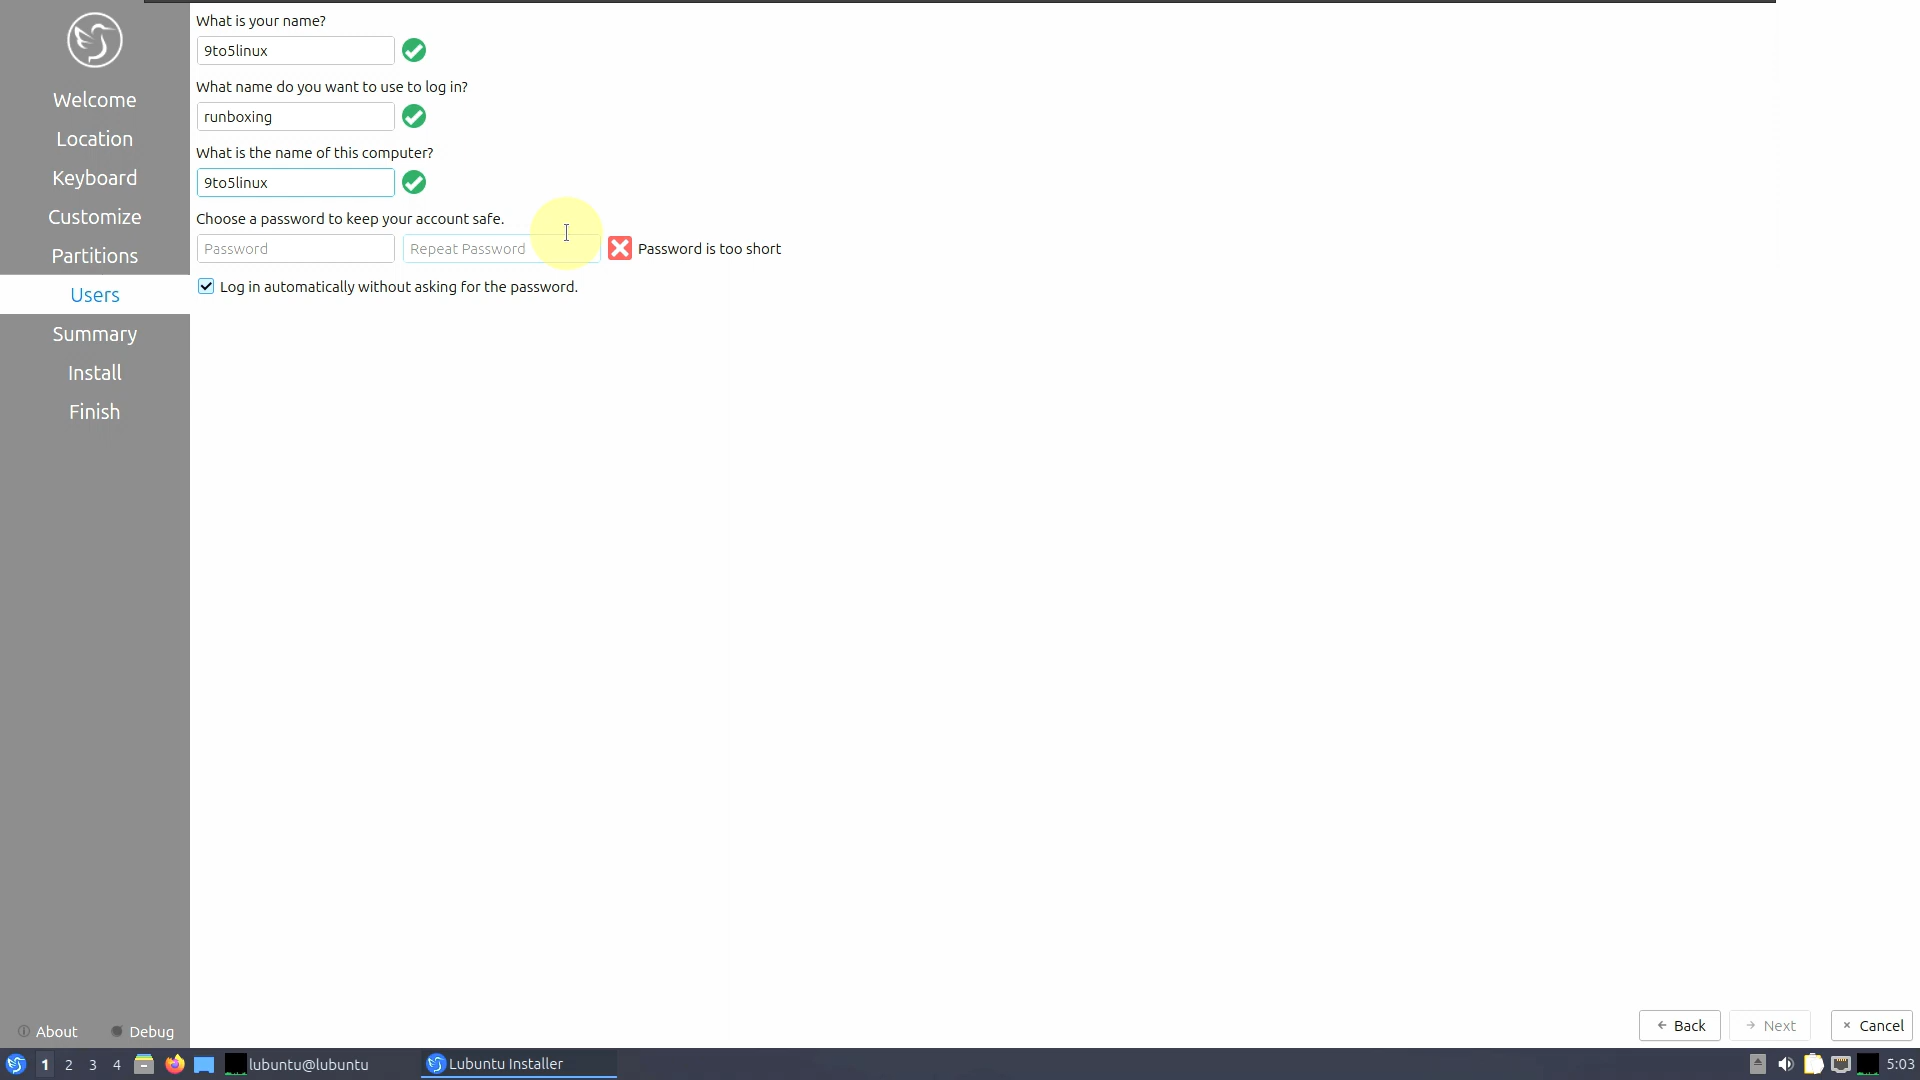 What is your name?
9to5linux
What name do you want to use to log in?
runboxing
What is the name of this computer?
9to5linux
Choose a password to keep your account safe.
Password
Repeat Password
Password is too short
Log in automatically without asking for the password.
Welcome
Location
Keyboard
Customize
Partitions
Users
Summary
Install
Finish
About
Debug
Back
Next
Cancel
1 2 3 4
lubuntu@lubuntu
Lubuntu Installer
5:03